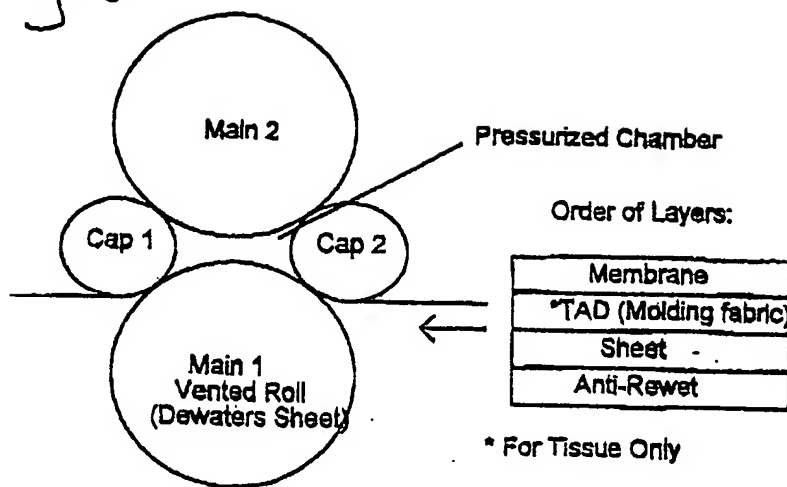 Main 2
Pressurized Chamber
Order of Layers:
Cap 1
Cap 2
Membrane
*TAD (Molding fabric)
Sheet
Anti-Rewet
Main 1
Vented Roll
(Dewaters Sheet)
* For Tissue Only